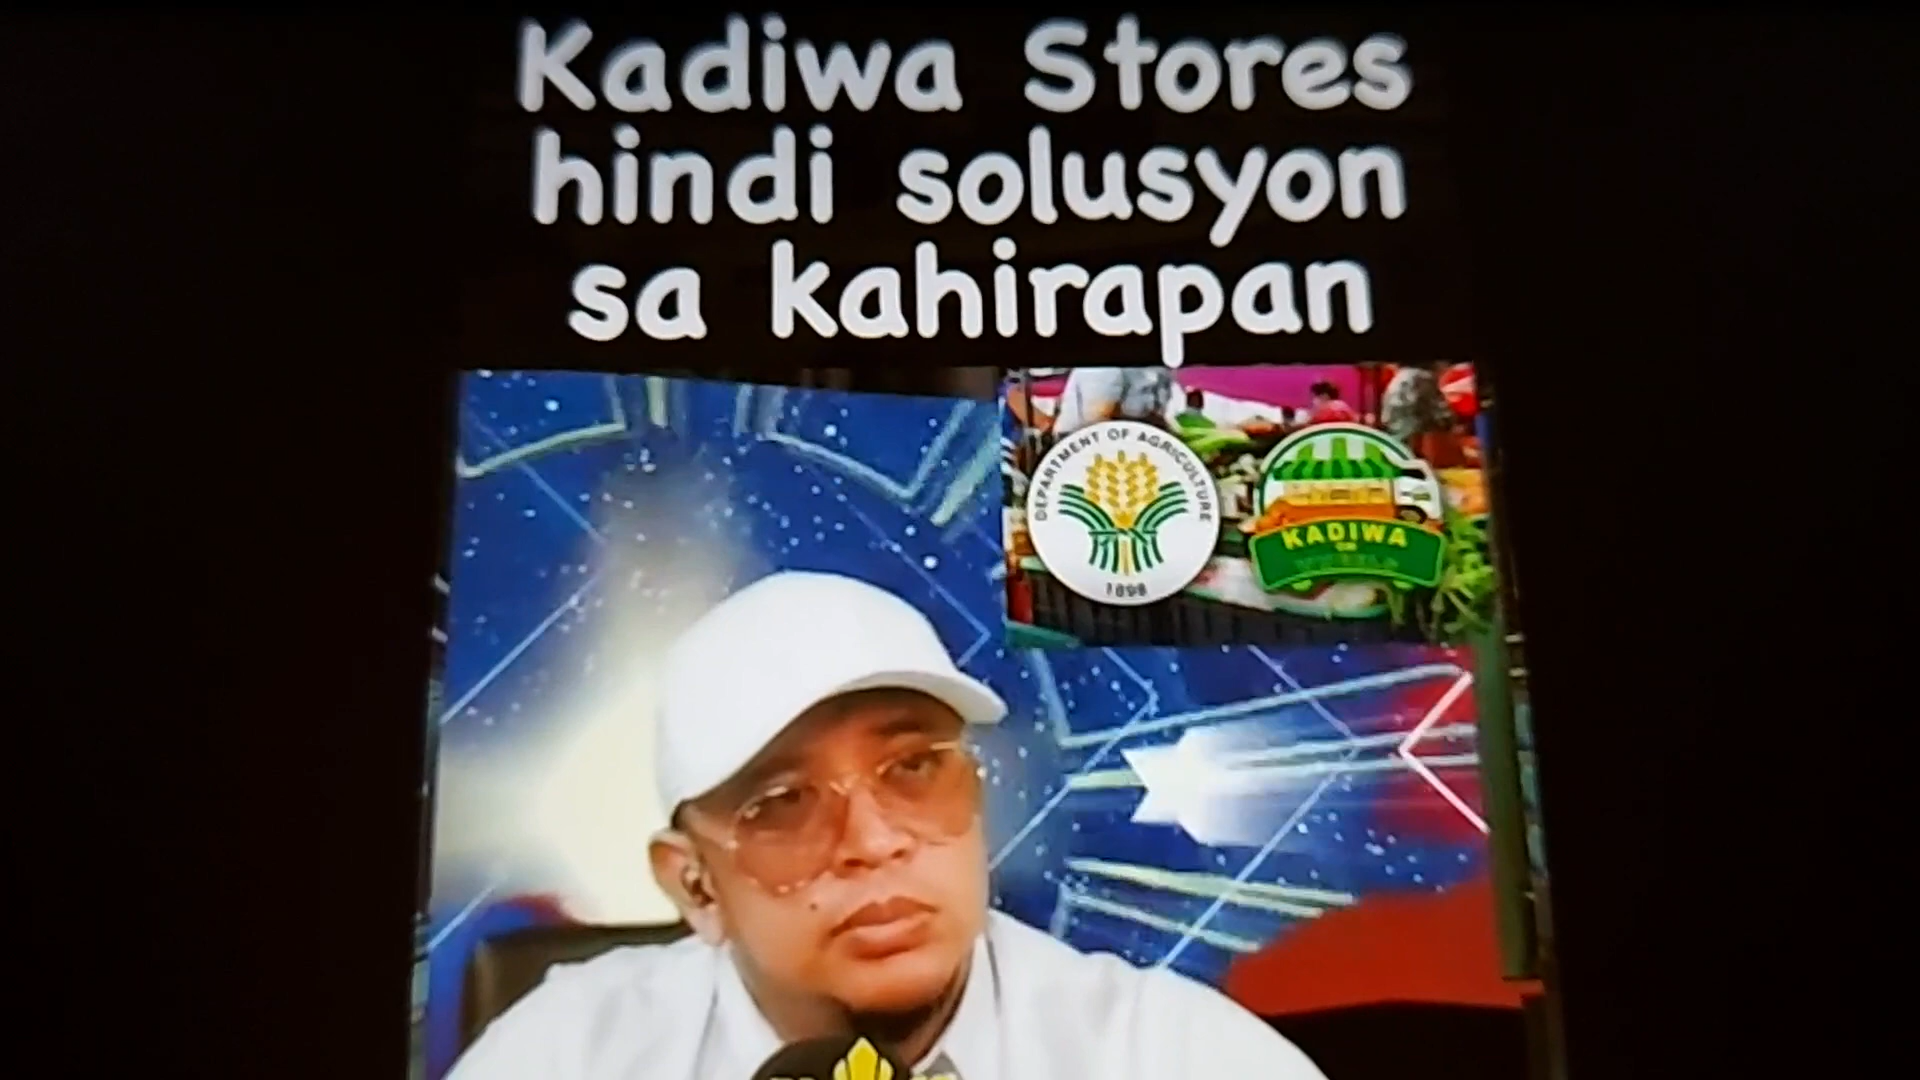 Kadiwa Stores
hindi solusyon
sa kahirapan
DEPARTMENT OF AGRICULTURE
1898
KADIWA